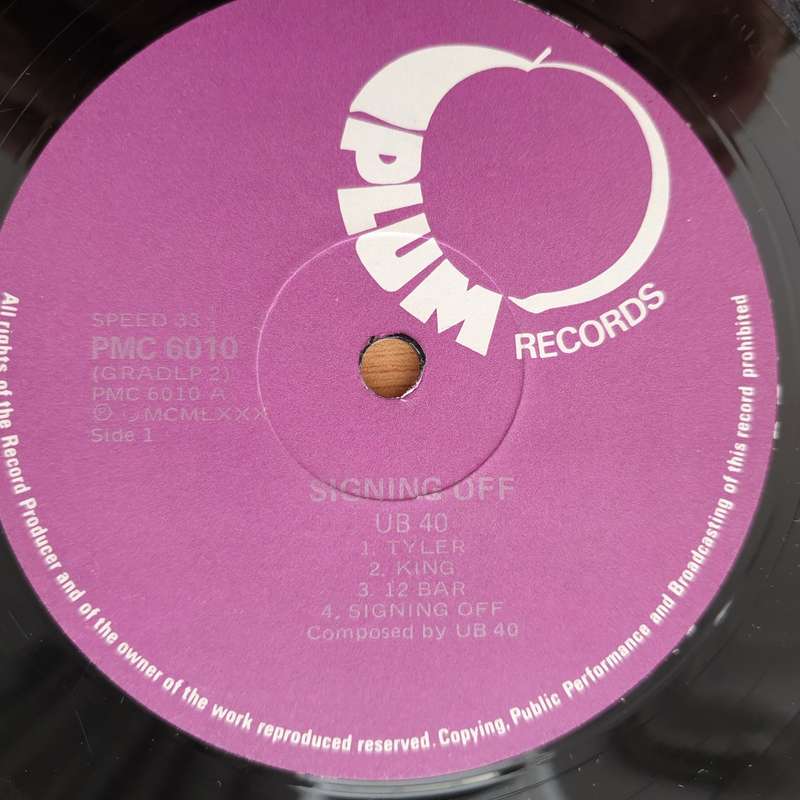 PLUM
RECORDS
SPEED 33
PMC 6010
(GRADLP 2)
PMC 6010 A
Ⓟ MCMLXXX
Side 1
SIGNING OFF
UB 40
1. TYLER
2. KING
3. 12 BAR
4. SIGNING OFF
Composed by UB 40
All rights of the Record Producer and of the owner of the work reproduced reserved. Copying, Public Performance and Broadcasting of this record prohibited